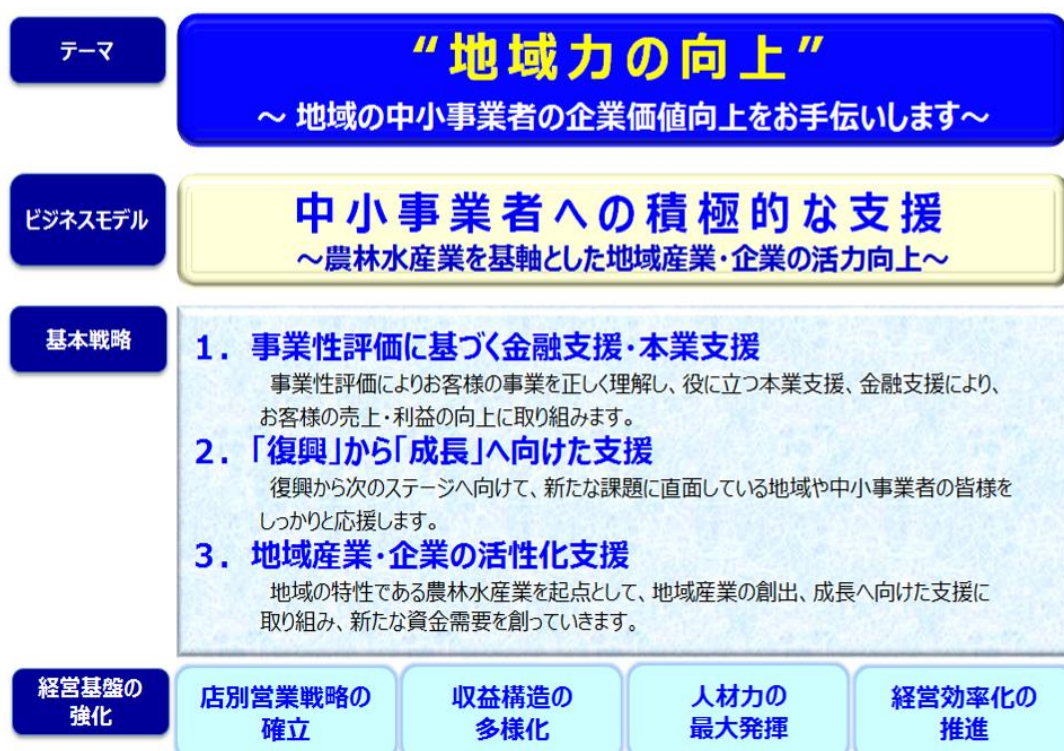 テーマ
“地域力の向上”
～ 地域の中小事業者の企業価値向上をお手伝いします～
ビジネスモデル
中小事業者への積極的な支援
～農林水産業を基軸とした地域産業・企業の活力向上～
基本戦略
１．事業性評価に基づく金融支援・本業支援
事業性評価によりお客様の事業を正しく理解し、役に立つ本業支援、金融支援により、
お客様の売上・利益の向上に取り組みます。
２．「復興」から「成長」へ向けた支援
復興から次のステージへ向けて、新たな課題に直面している地域や中小事業者の皆様を
しっかりと応援します。
３．地域産業・企業の活性化支援
地域の特性である農林水産業を起点として、地域産業の創出、成長へ向けた支援に
取り組み、新たな資金需要を創っていきます。
経営基盤の
強化
店別営業戦略の
確立
収益構造の
多様化
人材力の
最大発揮
経営効率化の
推進